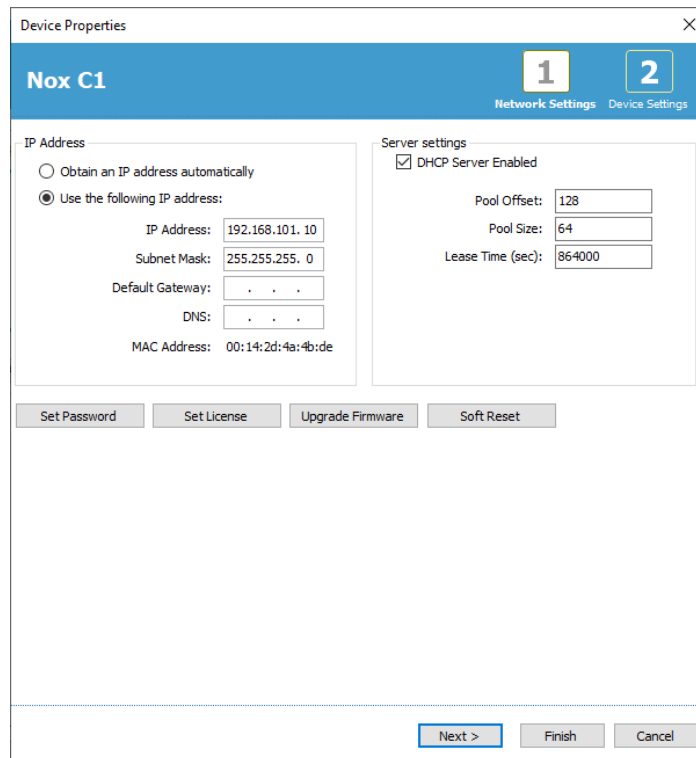 Device Properties
Nox C1
1
Network Settings
2
Device Settings
IP Address
Obtain an IP address automatically
Use the following IP address:
IP Address: 192.168.101. 10
Subnet Mask: 255.255.255. 0
Default Gateway: . . .
DNS: . . .
MAC Address: 00:14:2d:4a:4b:de
Server settings
DHCP Server Enabled
Pool Offset: 128
Pool Size: 64
Lease Time (sec): 864000
Set Password
Set License
Upgrade Firmware
Soft Reset
Next >
Finish
Cancel